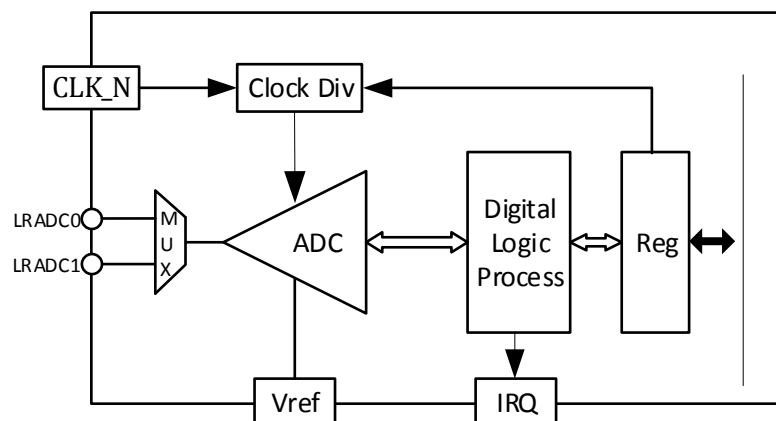 CLK_N
Clock Div
LRADC0
LRADC1
M
U
X
ADC
Digital
Logic
Process
Reg
Vref
IRQ